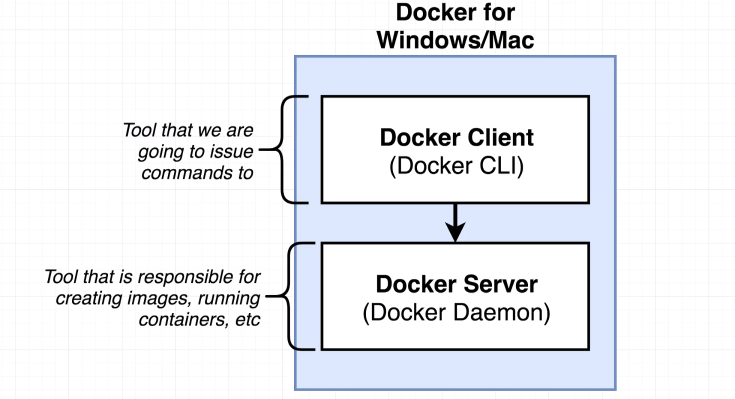 Docker for
Windows/Mac
Tool that we are
going to issue
commands to
Docker Client
(Docker CLI)
Tool that is responsible for
creating images, running
containers, etc
Docker Server
(Docker Daemon)